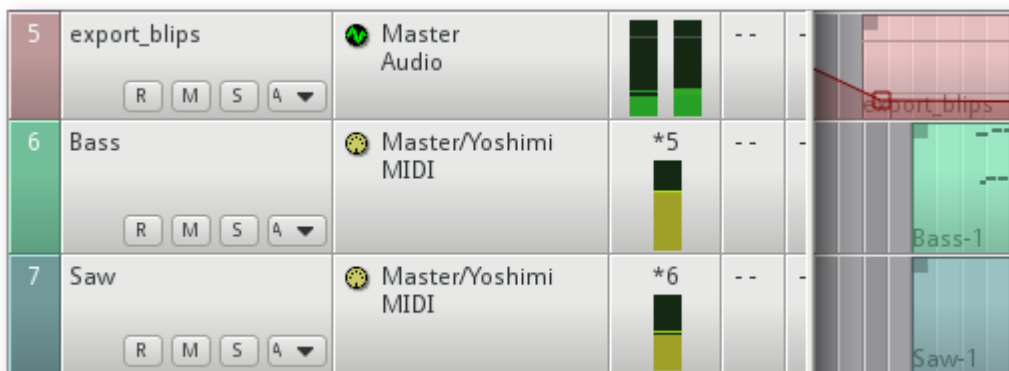 5 export_blips Master - - -
Audio
R M S A
export_blips
6 Bass Master/Yoshimi *5 - - -
MIDI
R M S A
Bass-1
7 Saw Master/Yoshimi *6 - - -
MIDI
R M S A
Saw-1